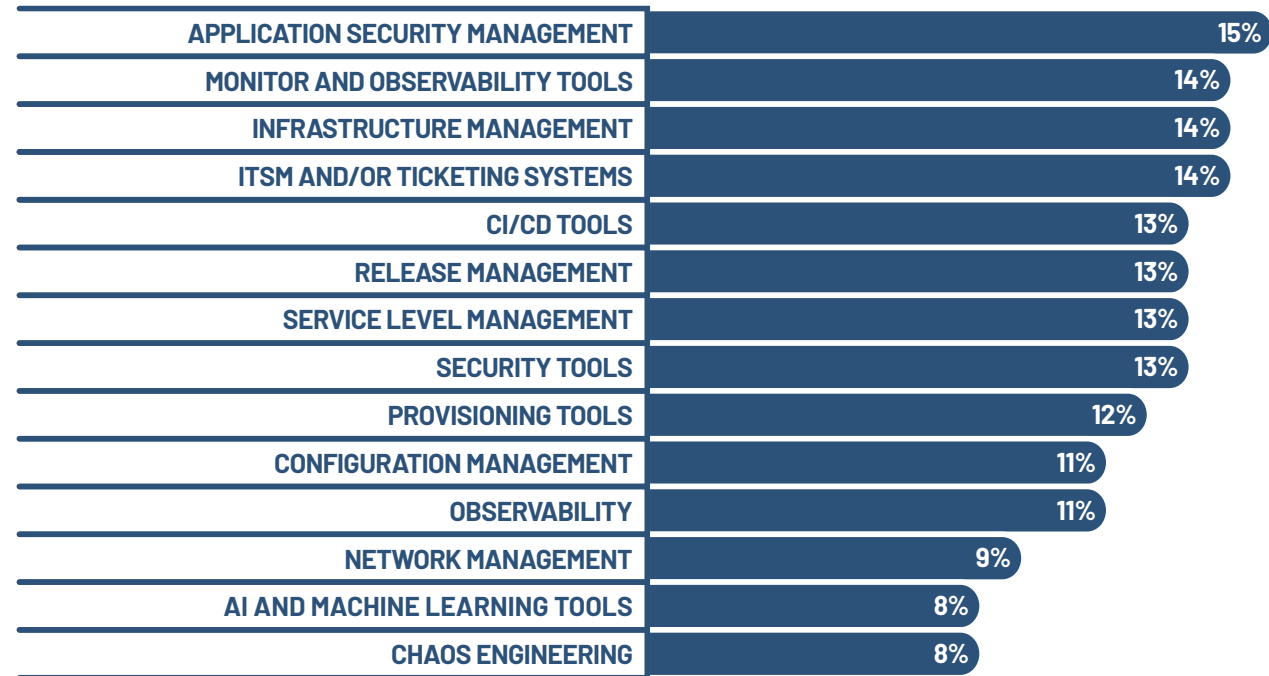 APPLICATION SECURITY MANAGEMENT 15%
MONITOR AND OBSERVABILITY TOOLS 14%
INFRASTRUCTURE MANAGEMENT 14%
ITSM AND/OR TICKETING SYSTEMS 14%
CI/CD TOOLS 13%
RELEASE MANAGEMENT 13%
SERVICE LEVEL MANAGEMENT 13%
SECURITY TOOLS 13%
PROVISIONING TOOLS 12%
CONFIGURATION MANAGEMENT 11%
OBSERVABILITY 11%
NETWORK MANAGEMENT 9%
AI AND MACHINE LEARNING TOOLS 8%
CHAOS ENGINEERING 8%